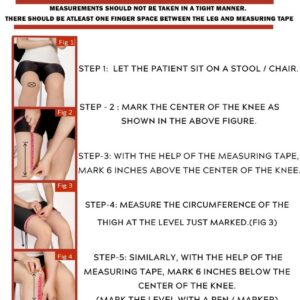 MEASUREMENTS SHOULD NOT BE TAKEN IN A TIGHT MANNER.
THERE SHOULD BE ATLEAST ONE FINGER SPACE BETWEEN THE LEG AND MEASURING TAPE
Fig 1
STEP 1: LET THE PATIENT SIT ON A STOOL / CHAIR.
Fig 2
STEP - 2 : MARK THE CENTER OF THE KNEE AS
SHOWN IN THE ABOVE FIGURE.
STEP-3: WITH THE HELP OF THE MEASURING TAPE,
MARK 6 INCHES ABOVE THE CENTER OF THE KNEE.
Fig 3
STEP-4: MEASURE THE CIRCUMFERENCE OF THE
THIGH AT THE LEVEL JUST MARKED.(FIG 3)
Fig 4
STEP-5: SIMILARLY, WITH THE HELP OF THE
MEASURING TAPE, MARK 6 INCHES BELOW THE
CENTER OF THE KNEE.
(MARK THE LEVEL WITH A PEN / MARKER)